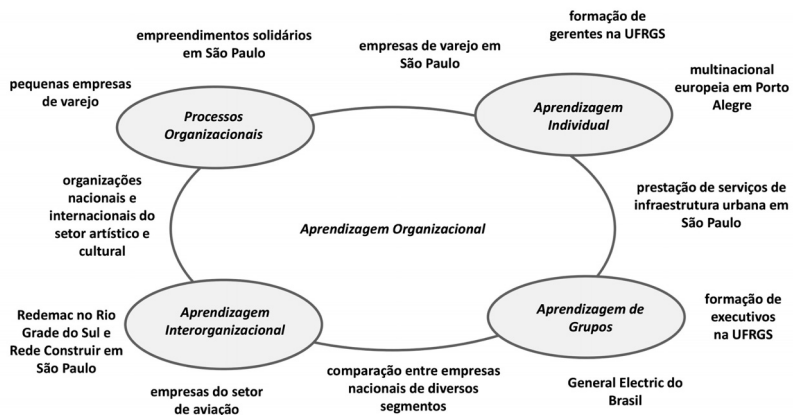 formação de
gerentes na UFRGS
empreendimentos solidários
em São Paulo
empresas de varejo em
São Paulo
multinacional
europeia em Porto
Alegre
pequenas empresas
de varejo
Processos
Organizacionais
Aprendizagem
Individual
organizações
nacionais e
internacionais do
setor artístico e
cultural
prestação de serviços de
infraestrutura urbana em
São Paulo
Aprendizagem Organizacional
Redemac no Rio
Grade do Sul e
Rede Construir em
São Paulo
Aprendizagem
Interorganizacional
Aprendizagem de
Grupos
formação de
executivos
na UFRGS
empresas do setor
de aviação
comparação entre empresas
nacionais de diversos
segmentos
General Electric do
Brasil